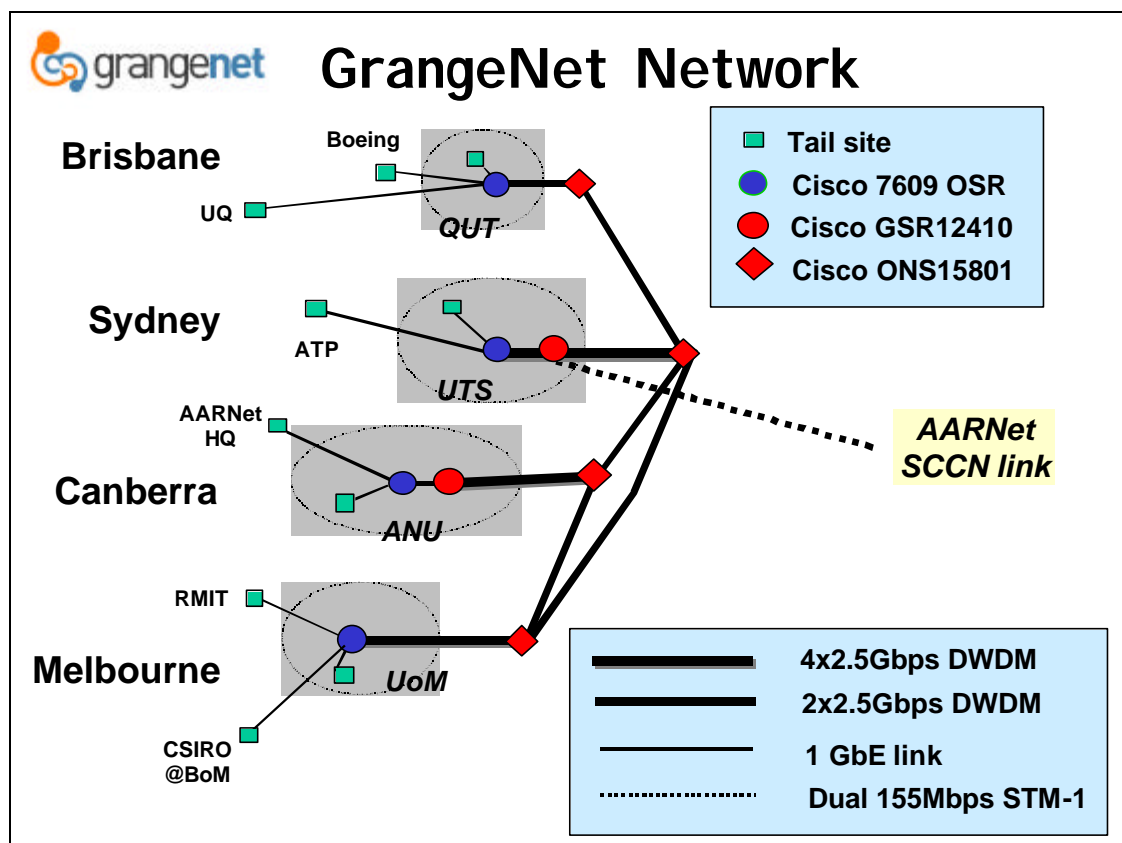 grangenet
GrangeNet Network
Brisbane
Boeing
UQ
QUT
Tail site
Cisco 7609 OSR
Cisco GSR12410
Cisco ONS15801
Sydney
ATP
UTS
AARNet
HQ
AARNet
SCCN link
Canberra
ANU
RMIT
Melbourne
UoM
CSIRO
@BoM
4x2.5Gbps DWDM
2x2.5Gbps DWDM
1 GbE link
Dual 155Mbps STM-1